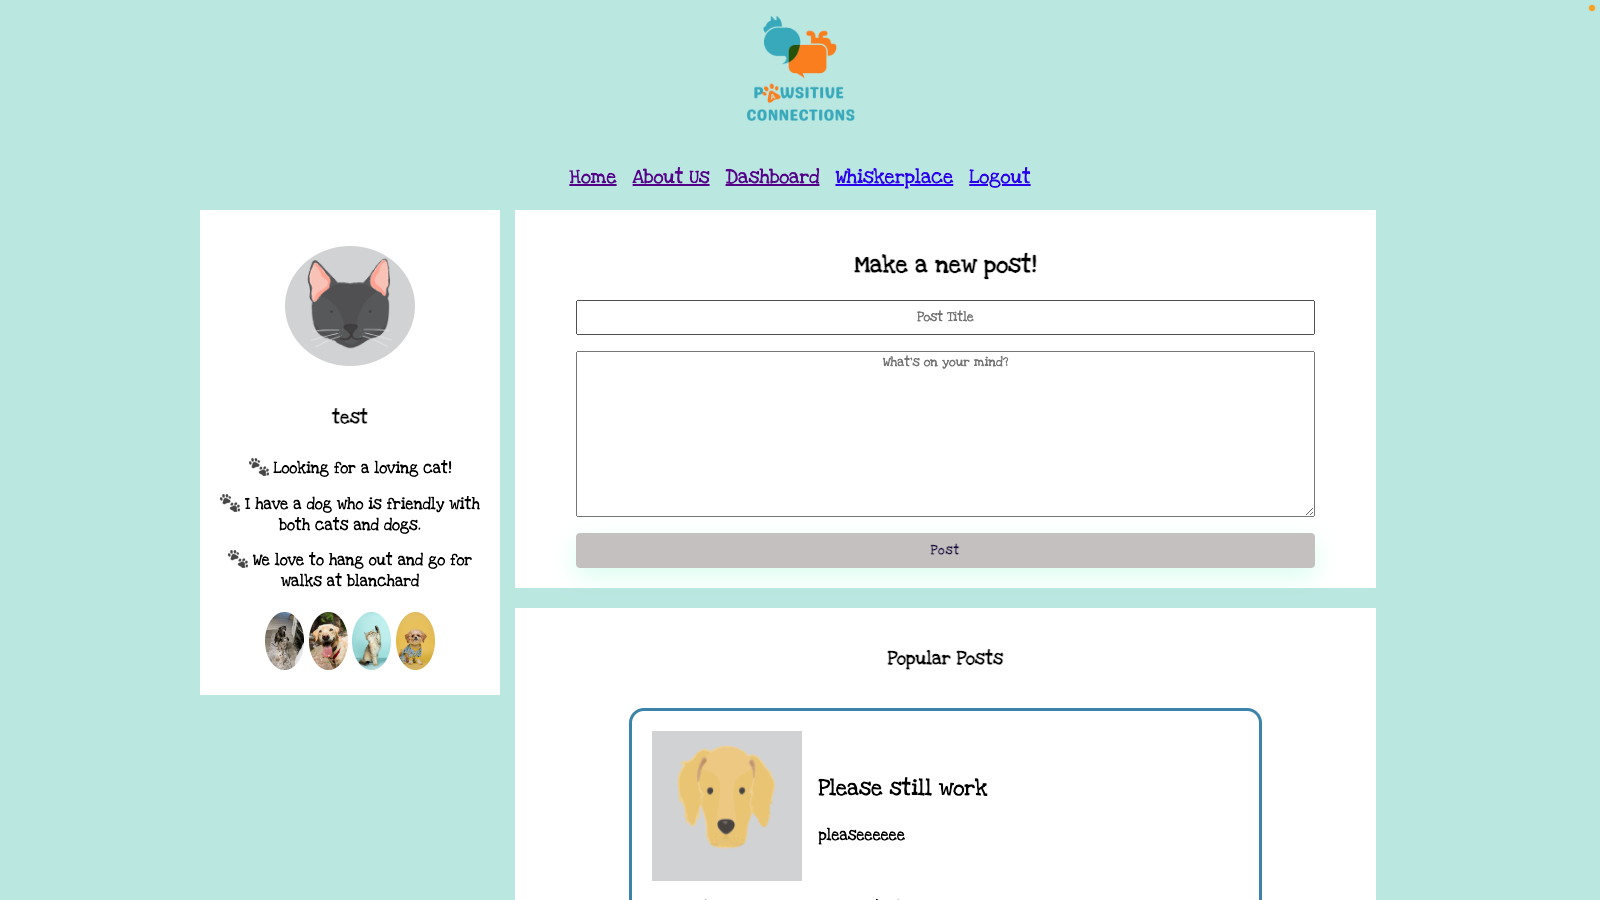 PAWSITIVE
CONNECTIONS
Home About Us Dashboard Whiskerplace Logout
test
Looking for a loving cat!
I have a dog who is friendly with
both cats and dogs.
We love to hang out and go for
walks at blanchard
Make a new post!
Post Title
What's on your mind?
Post
Popular Posts
Please still work
pleaseeeeee